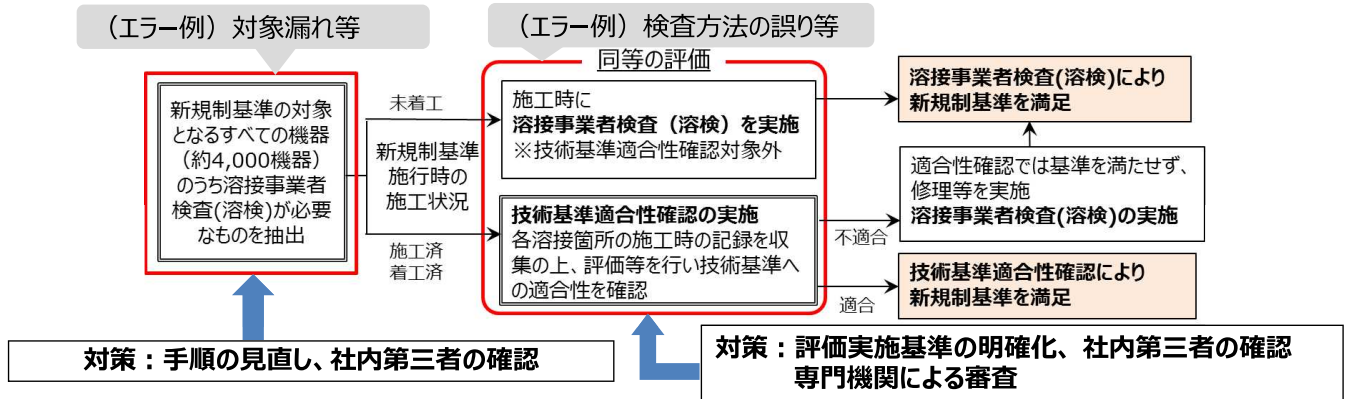 （エラー例）対象漏れ等
（エラー例）検査方法の誤り等
新規制基準の対象
となるすべての機器
（約4,000機器）
のうち溶接事業者
検査(溶検)が必要
なものを抽出
未着工
新規制基準
施行時の
施工状況
施工済
着工済
同等の評価
施工時に
溶接事業者検査（溶検）を実施
※技術基準適合性確認対象外
技術基準適合性確認の実施
各溶接箇所の施工時の記録を収
集の上、評価等を行い技術基準へ
の適合性を確認
不適合
適合
溶接事業者検査(溶検)により
新規制基準を満足
適合性確認では基準を満たせず、
修理等を実施
溶接事業者検査(溶検)の実施
技術基準適合性確認により
新規制基準を満足
対策：手順の見直し、社内第三者の確認
対策：評価実施基準の明確化、社内第三者の確認
専門機関による審査